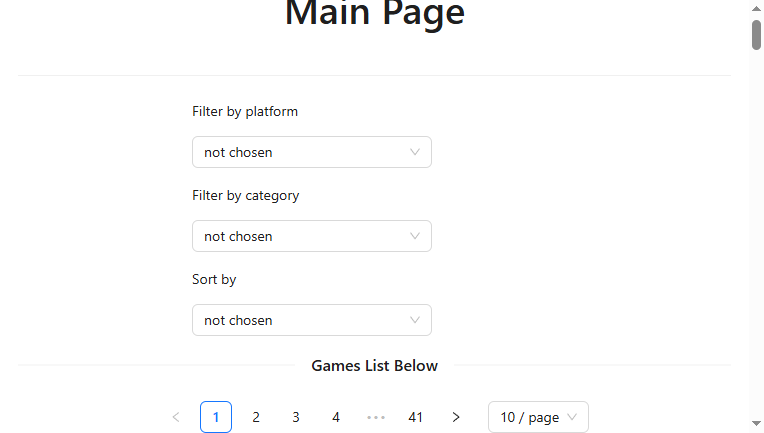 Main Page
Filter by platform
not chosen
Filter by category
not chosen
Sort by
not chosen
Games List Below
1 2 3 4 ••• 41 10 / page